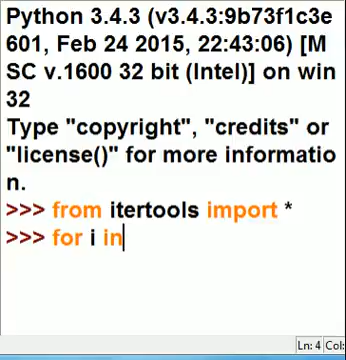 Python 3.4.3 (v3.4.3:9b73f1c3e
601, Feb 24 2015, 22:43:06) [M
SC v.1600 32 bit (Intel)] on win
32
Type "copyright", "credits" or
"license()" for more informatio
n.
>>> from itertools import *
>>> for i in
Ln: 4 Col: